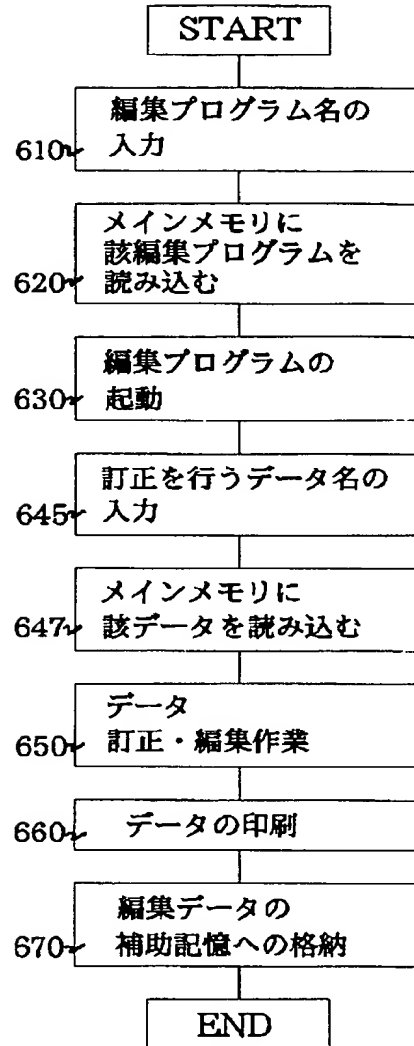 START
編集プログラム名の
610 入力
メインメモリに
該編集プログラムを
620 読み込む
編集プログラムの
630 起動
訂正を行うデータ名の
645 入力
メインメモリに
647 該データを読み込む
データ
650 訂正・編集作業
660 データの印刷
編集データの
670 補助記憶への格納
END